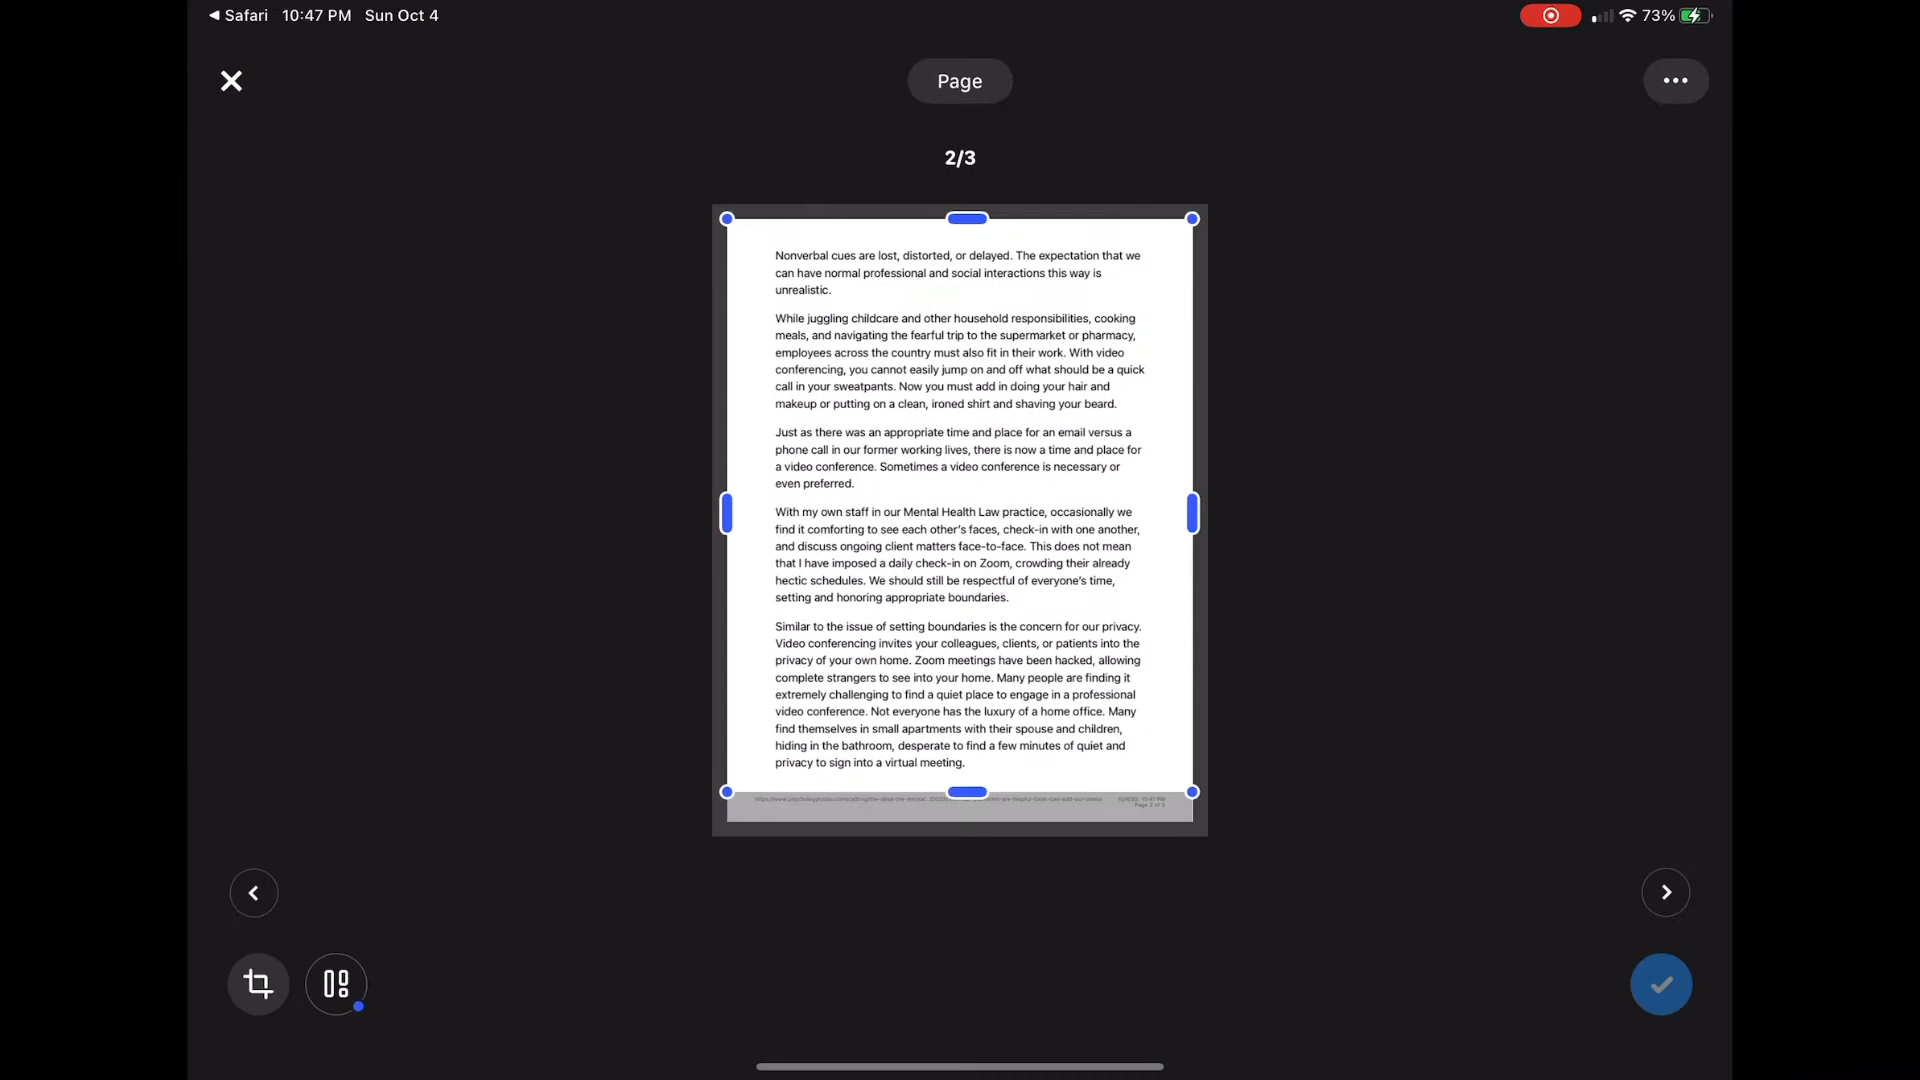 Safari 10:47 PM Sun Oct 4
73%
Page
2/3
Nonverbal cues are lost, distorted, or delayed. The expectation that we
can have normal professional and social interactions this way is
unrealistic.
While juggling childcare and other household responsibilities, cooking
meals, and navigating the fearful trip to the supermarket or pharmacy,
employees across the country must also fit in their work. With video
conferencing, you cannot easily jump on and off what should be a quick
call in your sweatpants. Now you must add in doing your hair and
makeup or putting on a clean, ironed shirt and shaving your beard.
Just as there was an appropriate time and place for an email versus a
phone call in our former working lives, there is now a time and place for
a video conference. Sometimes a video conference is necessary or
even preferred.
With my own staff in our Mental Health Law practice, occasionally we
find it comforting to see each other's faces, check-in with one another,
and discuss ongoing client matters face-to-face. This does not mean
that I have imposed a daily check-in on Zoom, crowding their already
hectic schedules. We should still be respectful of everyone's time,
setting and honoring appropriate boundaries.
Similar to the issue of setting boundaries is the concern for our privacy.
Video conferencing invites your colleagues, clients, or patients into the
privacy of your own home. Zoom meetings have been hacked, allowing
complete strangers to see into your home. Many people are finding it
extremely challenging to find a quiet place to engage in a professional
video conference. Not everyone has the luxury of a home office. Many
find themselves in small apartments with their spouse and children,
hiding in the bathroom, desperate to find a few minutes of quiet and
privacy to sign into a virtual meeting.